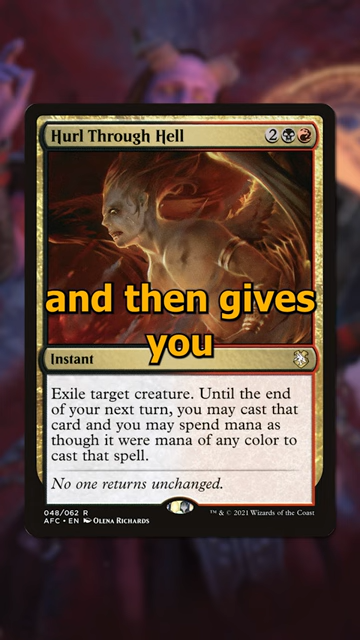 Hurl Through Hell 2
and then gives
you
Instant
Exile target creature. Until the end
of your next turn, you may cast that
card and you may spend mana as
though it were mana of any color to
cast that spell.
No one returns unchanged.
048/062 R
AFC • EN Olena Richards
™ & © 2021 Wizards of the Coast